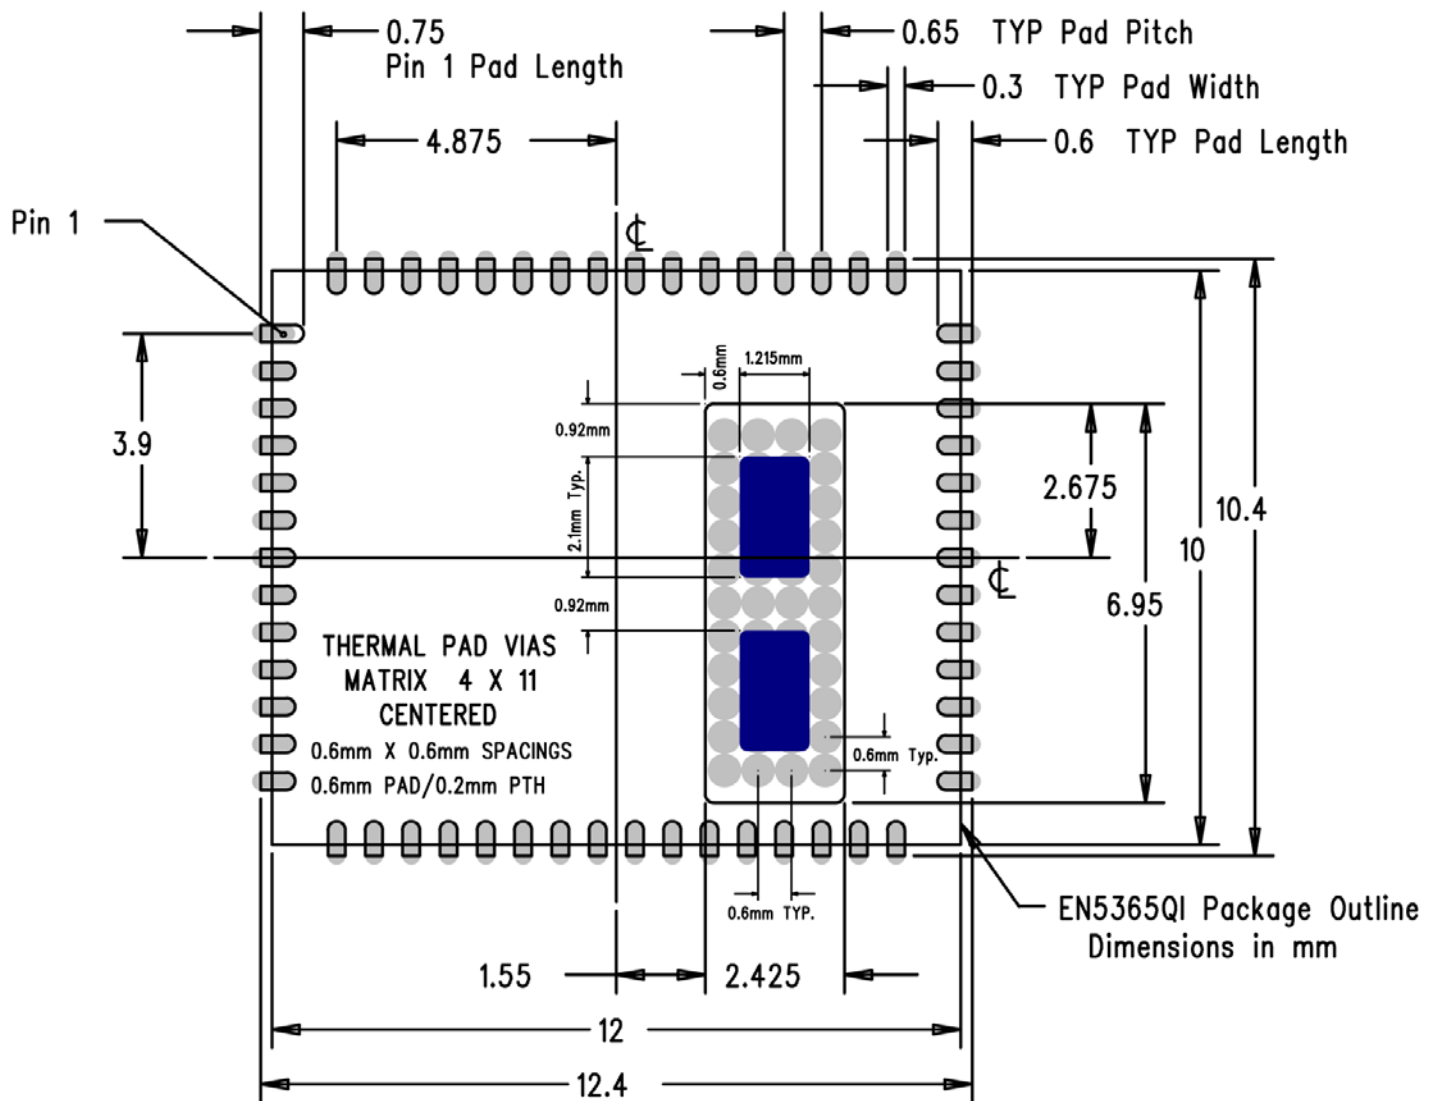 0.75
Pin 1 Pad Length
0.65 TYP Pad Pitch
0.3 TYP Pad Width
4.875
0.6 TYP Pad Length
Pin 1
℄
0.6mm
1.215mm
0.92mm
3.9
2.1mm Typ.
2.675
10.4
10
℄
0.92mm
6.95
THERMAL PAD VIAS
MATRIX 4 X 11
CENTERED
0.6mm X 0.6mm SPACINGS
0.6mm PAD/0.2mm PTH
0.6mm Typ.
0.6mm TYP.
EN5365QI Package Outline
Dimensions in mm
1.55
2.425
12
12.4